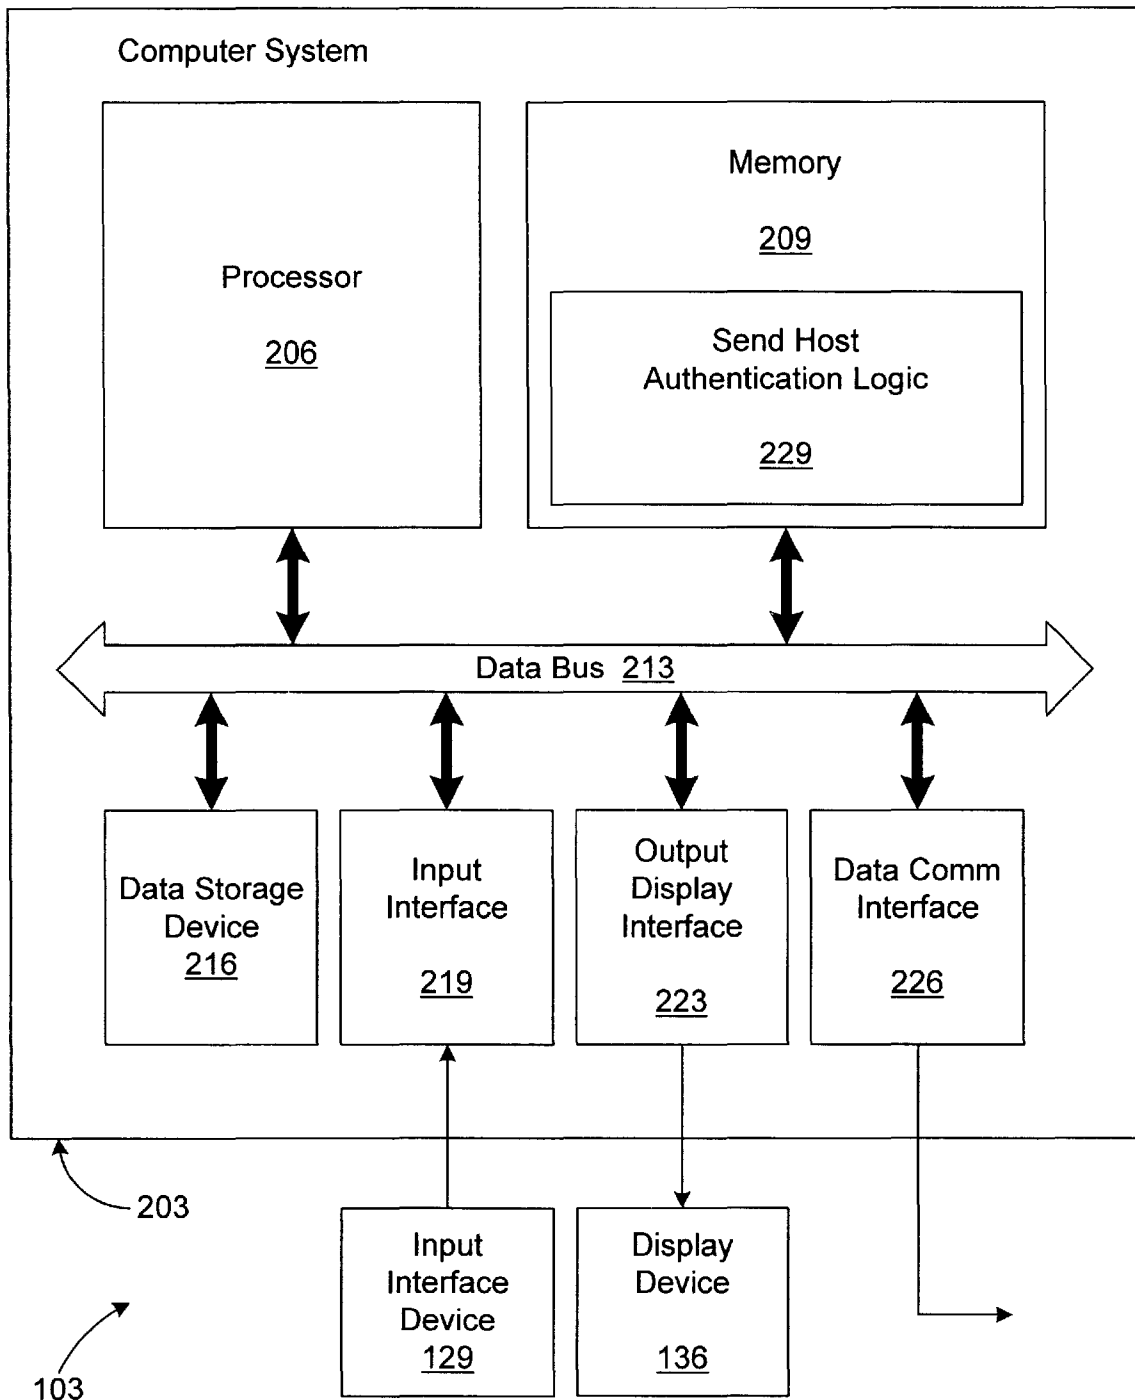 Computer System
Processor
206
Memory
209
Send Host
Authentication Logic
229
Data Bus 213
Data Storage
Device
216
Input
Interface
219
Output
Display
Interface
223
Data Comm
Interface
226
203
Input
Interface
Device
129
Display
Device
136
103